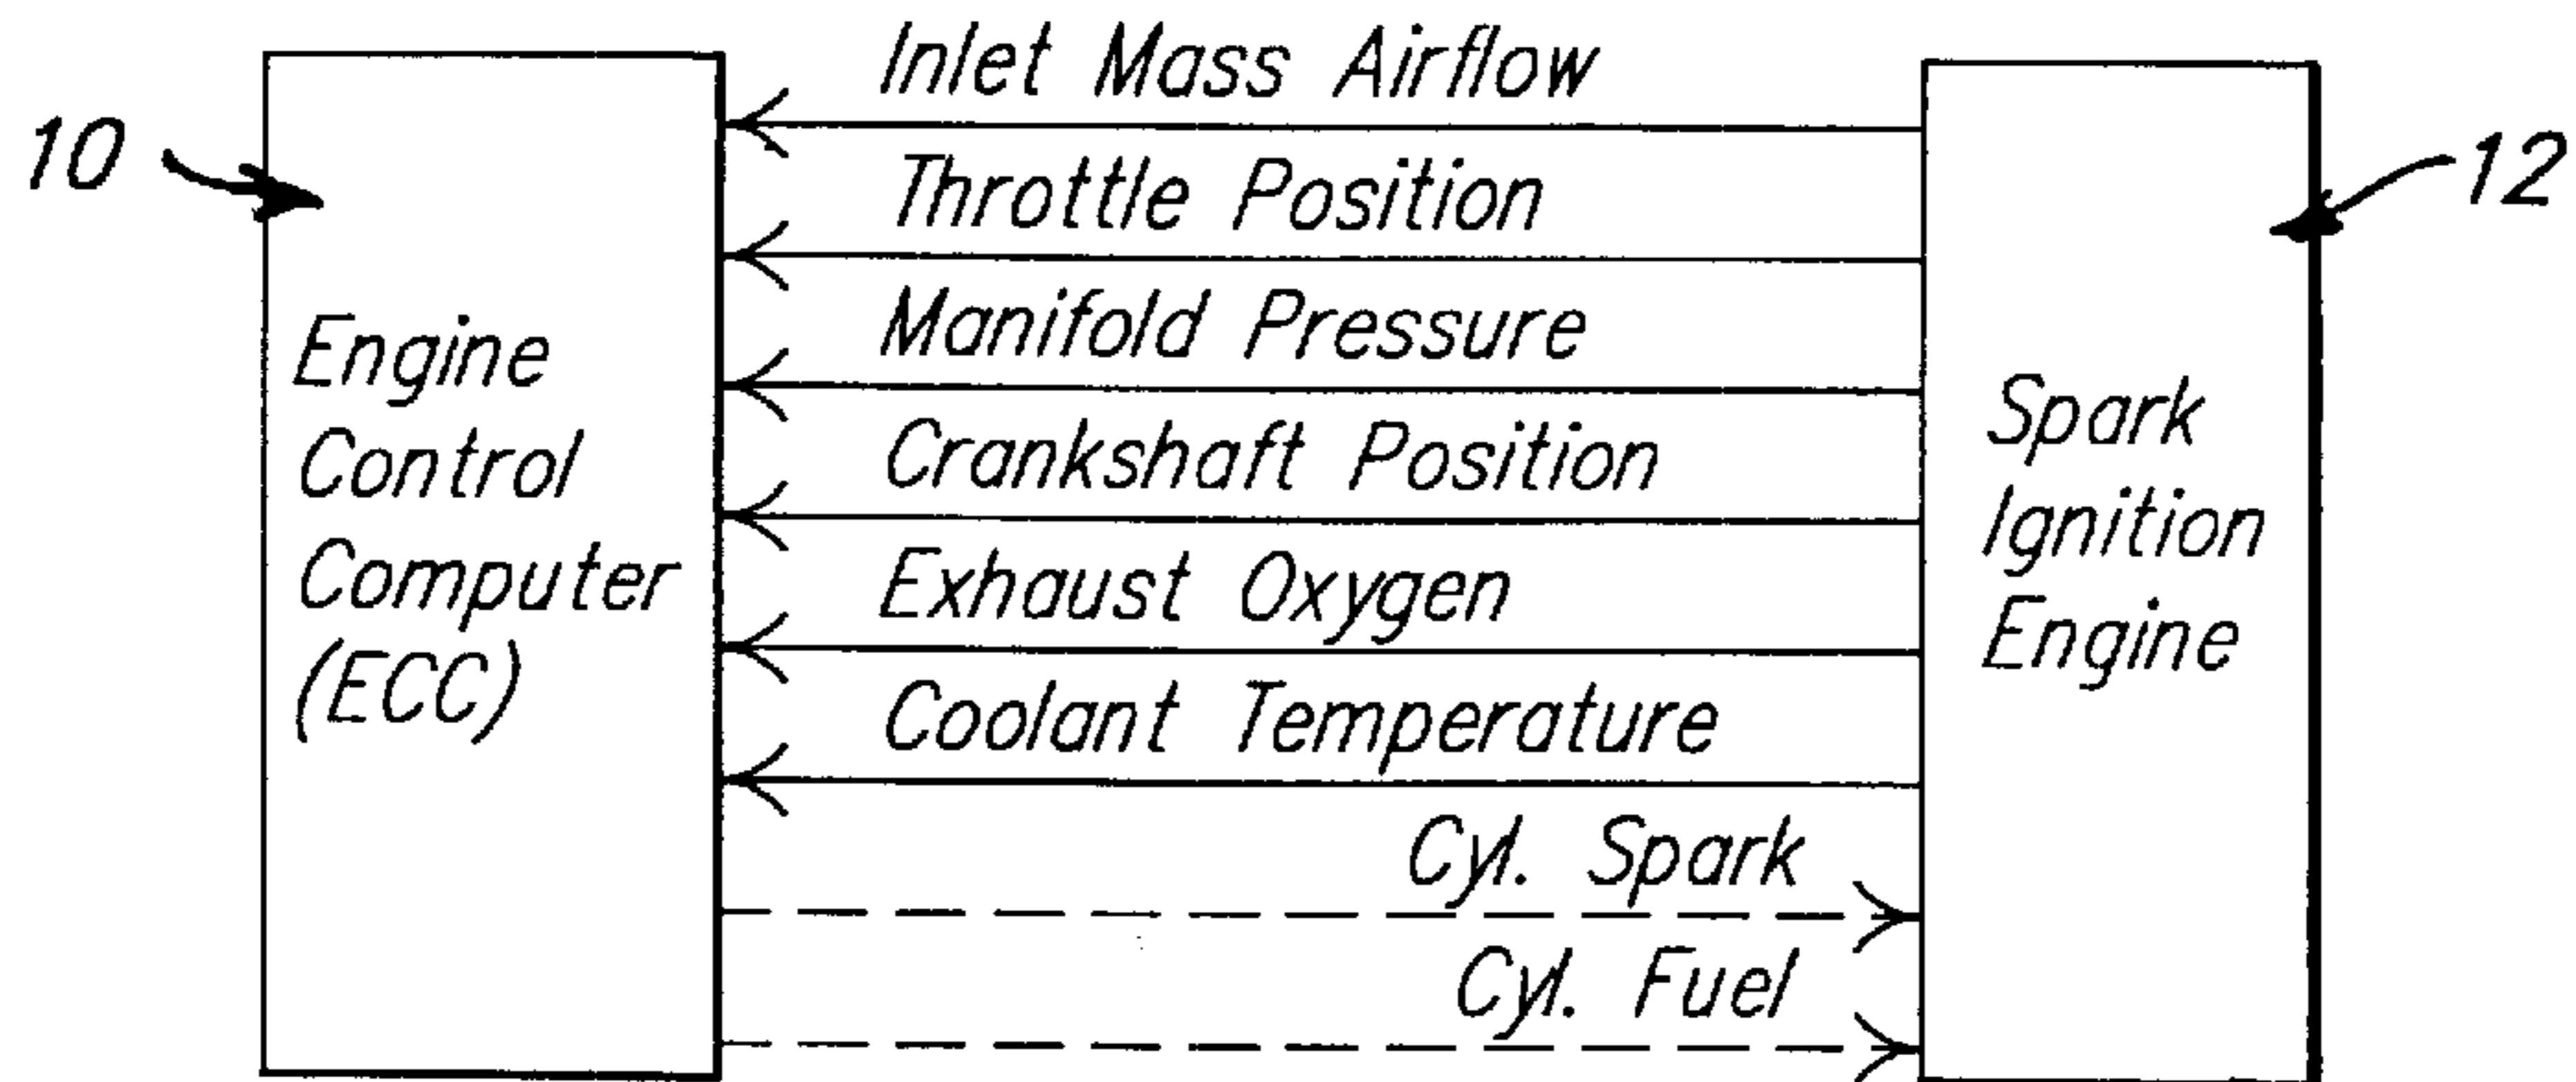 10
Engine
Control
Computer
(ECC)
Inlet Mass Airflow
Throttle Position
Manifold Pressure
Crankshaft Position
Exhaust Oxygen
Coolant Temperature
Cyl. Spark
Cyl. Fuel
12
Spark
Ignition
Engine